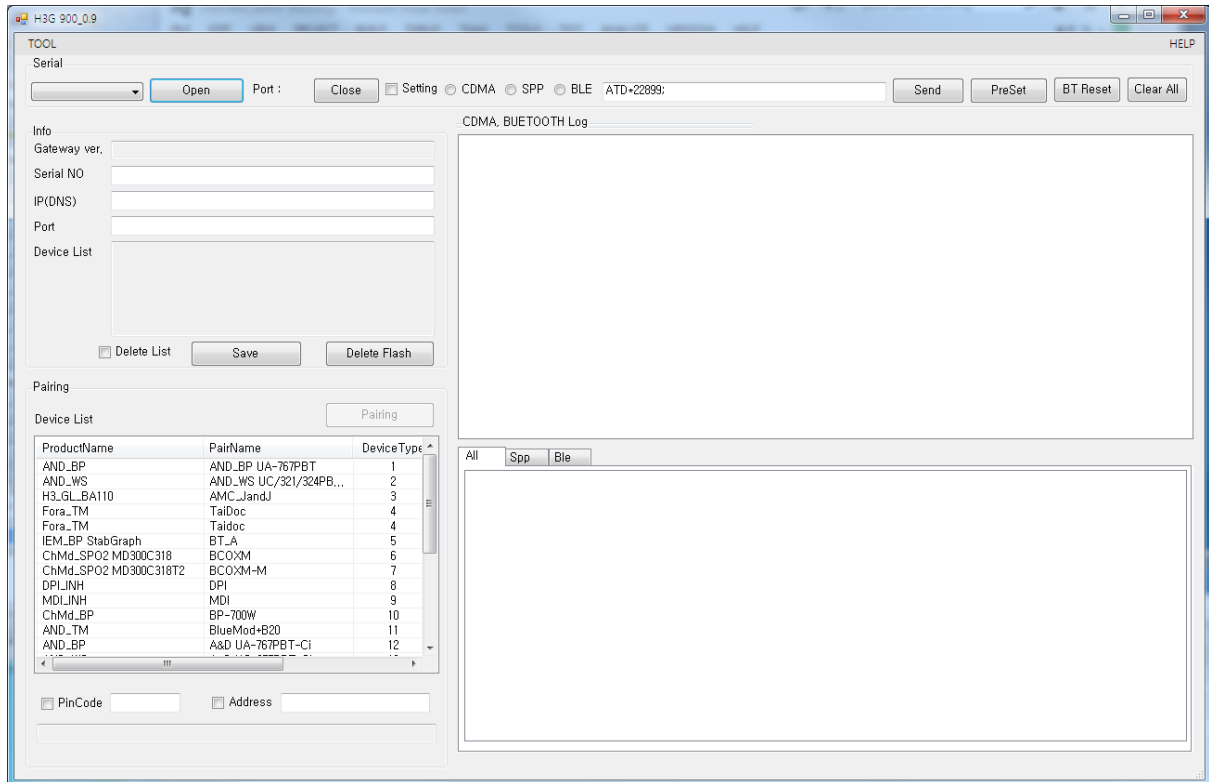 H3G 900_0.9
TOOL HELP
Serial
Open Port : Close Setting CDMA SPP BLE ATD+22899; Send PreSet BT Reset Clear All
CDMA, BUETOOTH Log
Info
Gateway ver.
Serial NO
IP(DNS)
Port
Device List
Delete List Save Delete Flash
Pairing
Device List Pairing
ProductName PairName DeviceType
AND_BP AND_BP UA-767PBT 1
AND_WS AND_WS UC/321/324PB... 2
H3_GL_BA110 AMC_JandJ 3
Fora_TM TaiDoc 4
Fora_TM Taidoc 4
IEM_BP StabGraph BT_A 5
ChMd_SPO2 MD300C318 BCOXM 6
ChMd_SPO2 MD300C318T2 BCOXM-M 7
DPI_INH DPI 8
MDI_INH MDI 9
ChMd_BP BP-700W 10
AND_TM BlueMod+B20 11
AND_BP A&D UA-767PBT-Ci 12
All Spp Ble
PinCode Address